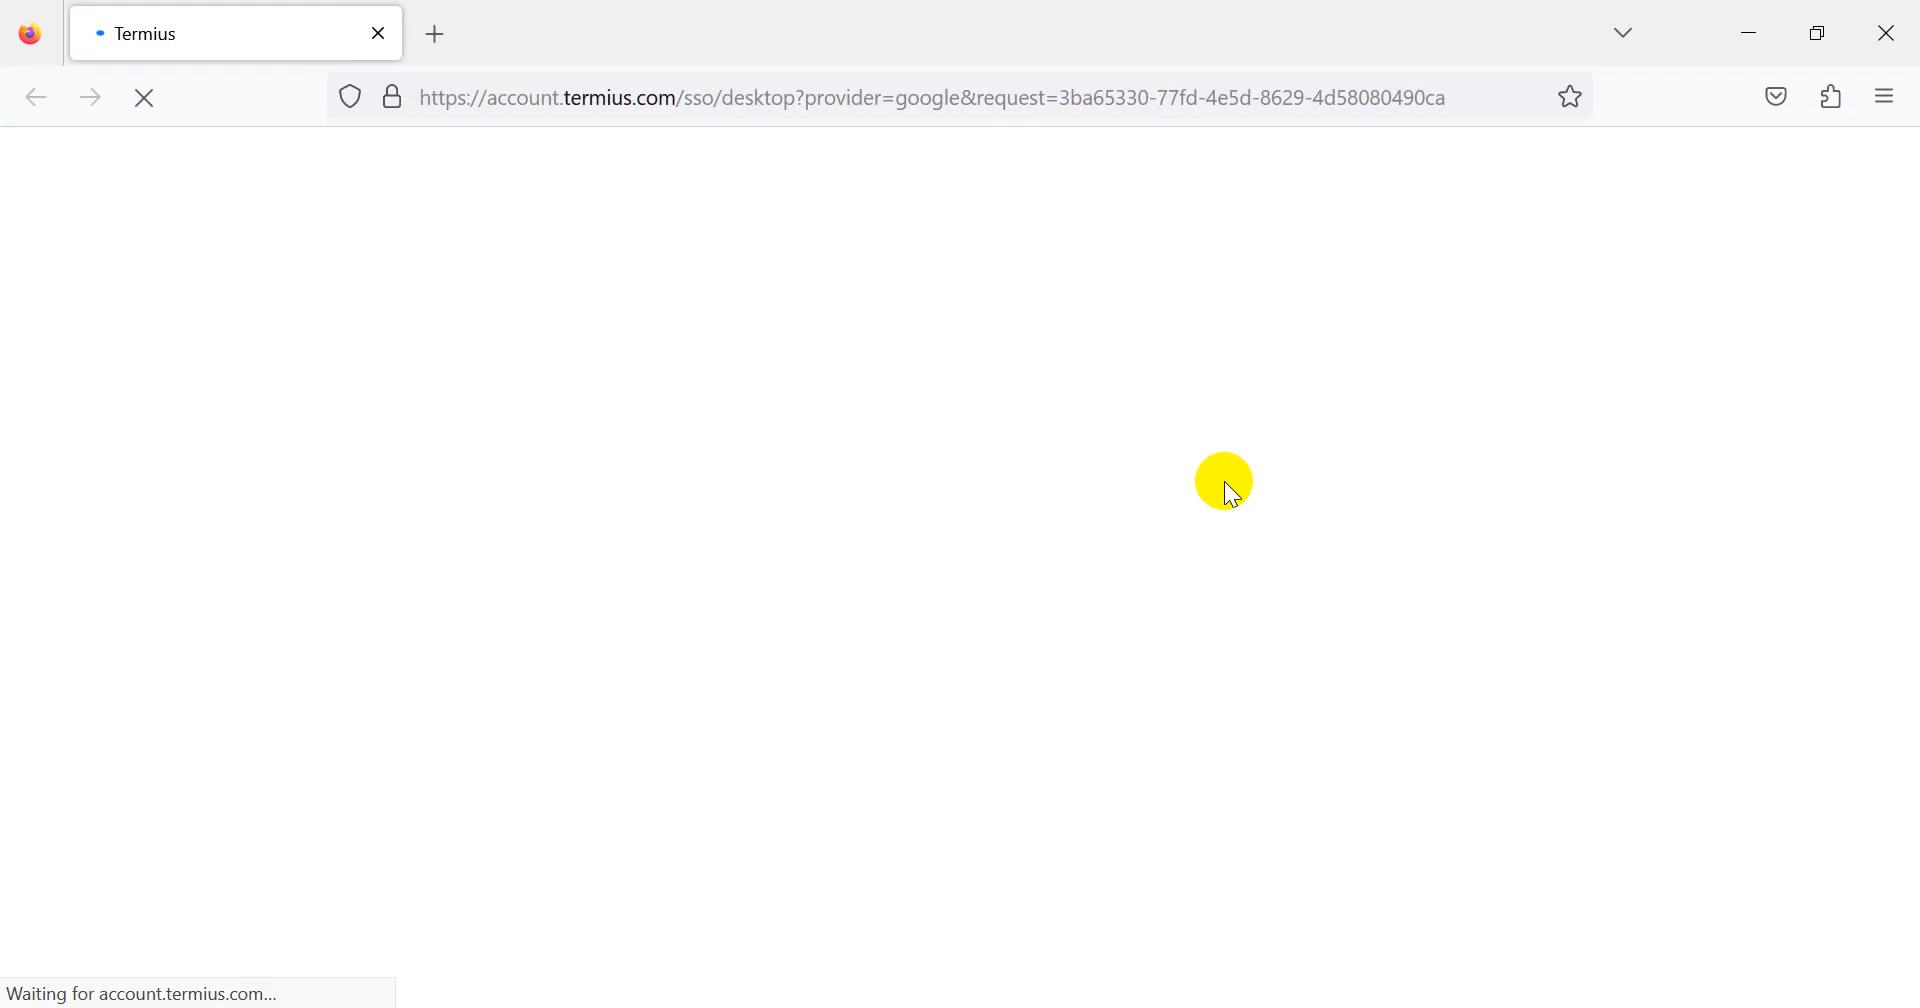 Termius
https://account.termius.com/sso/desktop?provider=google&request=3ba65330-77fd-4e5d-8629-4d58080490ca
Waiting for account.termius.com...